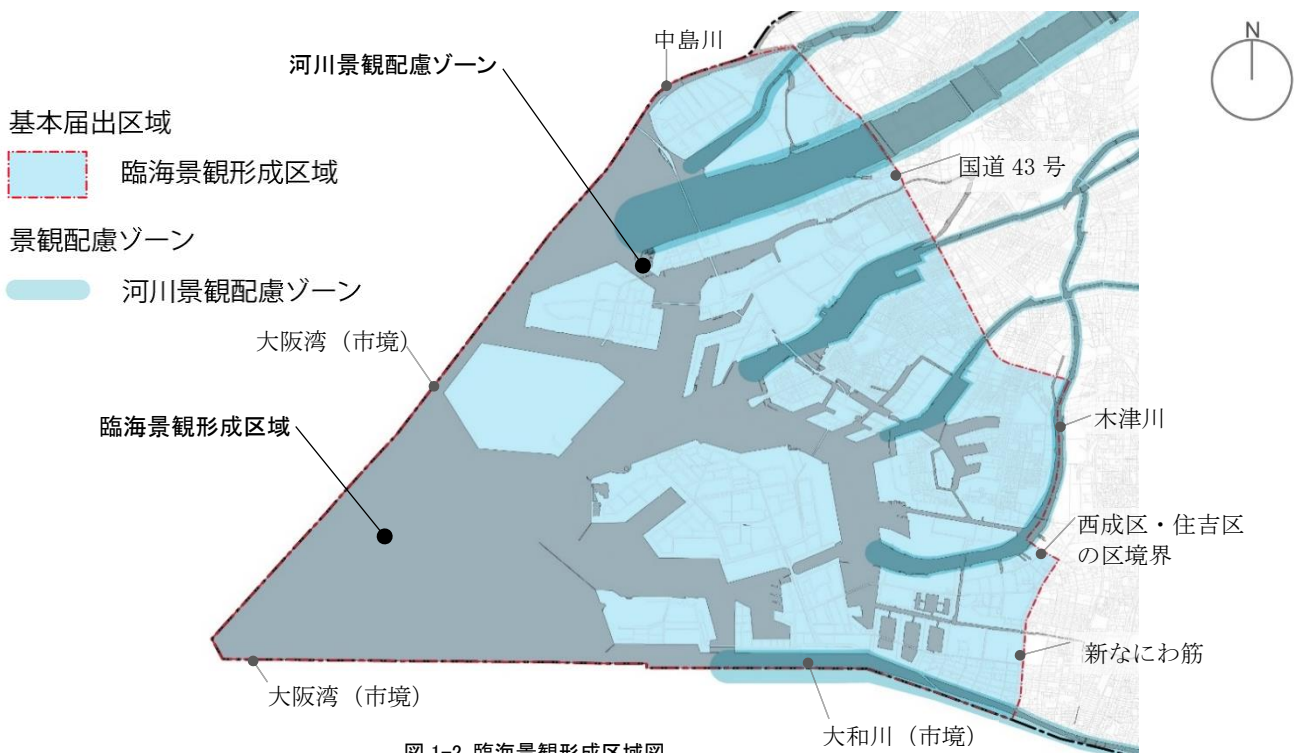 中島川
河川景観配慮ゾーン
N
基本届出区域
臨海景観形成区域
国道 43 号
景観配慮ゾーン
河川景観配慮ゾーン
大阪湾（市境）
臨海景観形成区域
木津川
西成区・住吉区
の区境界
新なにわ筋
大阪湾（市境）
大和川（市境）
図 1-2 臨海景観形成区域図